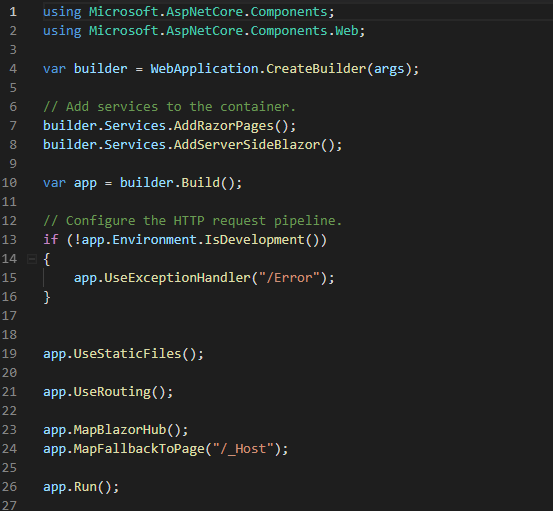 1 using Microsoft.AspNetCore.Components;
2 using Microsoft.AspNetCore.Components.Web;
3
4 var builder = WebApplication.CreateBuilder(args);
5
6 // Add services to the container.
7 builder.Services.AddRazorPages();
8 builder.Services.AddServerSideBlazor();
9
10 var app = builder.Build();
11
12 // Configure the HTTP request pipeline.
13 if (!app.Environment.IsDevelopment())
14 {
15     app.UseExceptionHandler("/Error");
16 }
17
18
19 app.UseStaticFiles();
20
21 app.UseRouting();
22
23 app.MapBlazorHub();
24 app.MapFallbackToPage("/_Host");
25
26 app.Run();
27